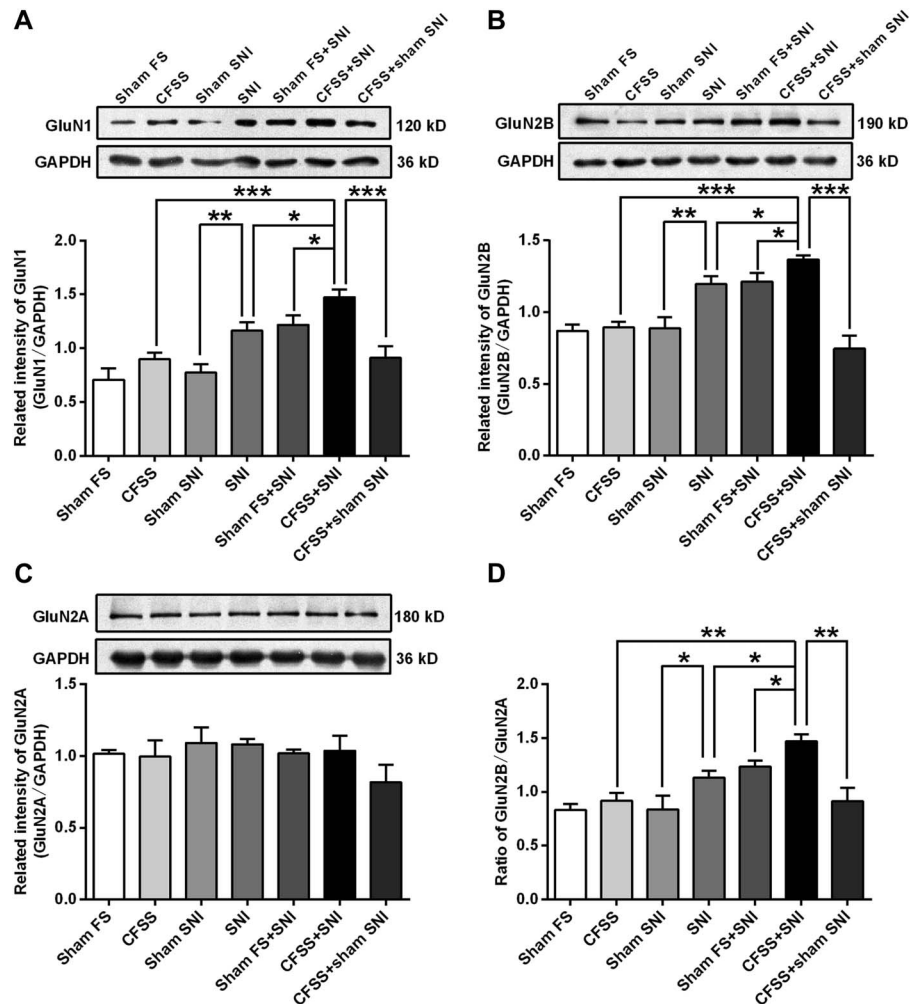 A
Sham FS
CFSS
Sham SNI
SNI
Sham FS+SNI
CFSS+SNI
CFSS+sham SNI
GluN1
120 kD
GAPDH
36 kD
***
***
**
*
*
Related intensity of GluN1
(GluN1/GAPDH)
2.0
1.5
1.0
0.5
0.0
Sham FS
CFSS
Sham SNI
SNI
Sham FS+SNI
CFSS+SNI
CFSS+sham SNI
B
Sham FS
CFSS
Sham SNI
SNI
Sham FS+SNI
CFSS+SNI
CFSS+sham SNI
GluN2B
190 kD
GAPDH
36 kD
***
***
**
*
*
Related intensity of GluN2B
(GluN2B/GAPDH)
1.5
1.0
0.5
0.0
Sham FS
CFSS
Sham SNI
SNI
Sham FS+SNI
CFSS+SNI
CFSS+sham SNI
C
GluN2A
180 kD
GAPDH
36 kD
Related intensity of GluN2A
(GluN2A/GAPDH)
1.5
1.0
0.5
0.0
Sham FS
CFSS
Sham SNI
SNI
Sham FS+SNI
CFSS+SNI
CFSS+sham SNI
D
**
**
*
*
*
Ratio of GluN2B/GluN2A
2.0
1.5
1.0
0.5
0.0
Sham FS
CFSS
Sham SNI
SNI
Sham FS+SNI
CFSS+SNI
CFSS+sham SNI